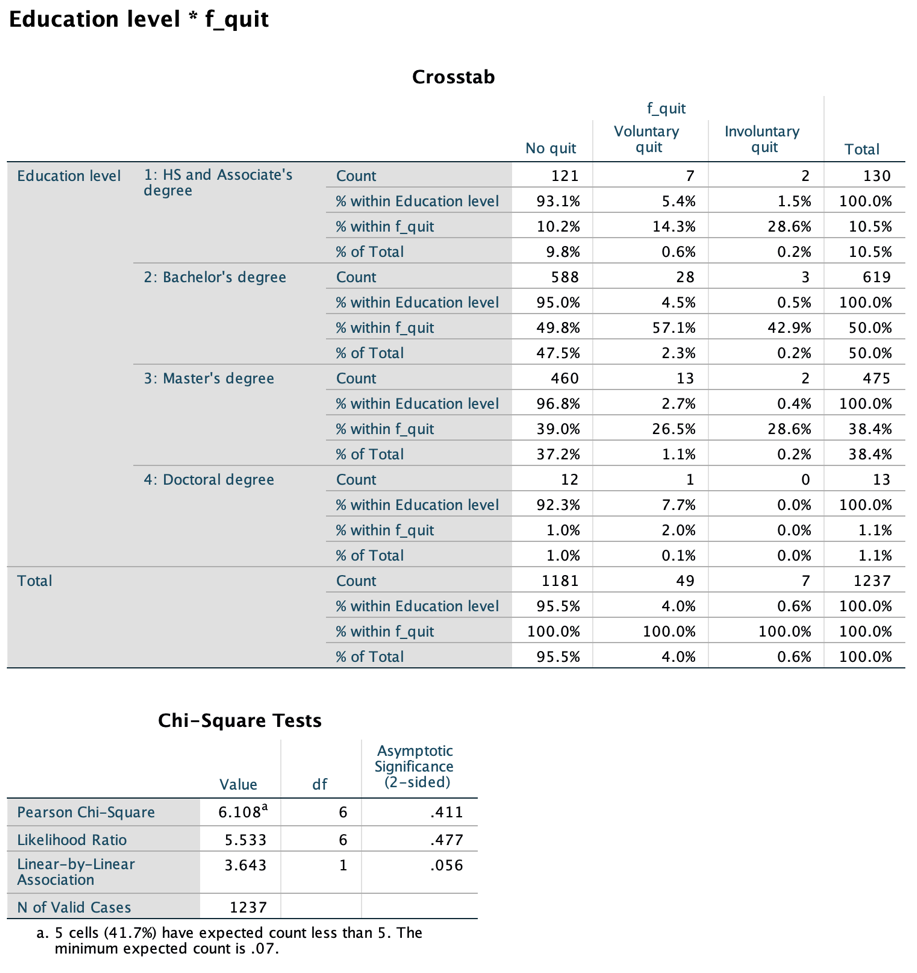 Education level * f_quit
Crosstab
f_quit
No quit Voluntary quit Involuntary quit Total
Education level 1: HS and Associate's degree Count 121 7 2 130
% within Education level 93.1% 5.4% 1.5% 100.0%
% within f_quit 10.2% 14.3% 28.6% 10.5%
% of Total 9.8% 0.6% 0.2% 10.5%
2: Bachelor's degree Count 588 28 3 619
% within Education level 95.0% 4.5% 0.5% 100.0%
% within f_quit 49.8% 57.1% 42.9% 50.0%
% of Total 47.5% 2.3% 0.2% 50.0%
3: Master's degree Count 460 13 2 475
% within Education level 96.8% 2.7% 0.4% 100.0%
% within f_quit 39.0% 26.5% 28.6% 38.4%
% of Total 37.2% 1.1% 0.2% 38.4%
4: Doctoral degree Count 12 1 0 13
% within Education level 92.3% 7.7% 0.0% 100.0%
% within f_quit 1.0% 2.0% 0.0% 1.1%
% of Total 1.0% 0.1% 0.0% 1.1%
Total Count 1181 49 7 1237
% within Education level 95.5% 4.0% 0.6% 100.0%
% within f_quit 100.0% 100.0% 100.0% 100.0%
% of Total 95.5% 4.0% 0.6% 100.0%
Chi-Square Tests
Value df Asymptotic Significance (2-sided)
Pearson Chi-Square 6.108a 6 .411
Likelihood Ratio 5.533 6 .477
Linear-by-Linear Association 3.643 1 .056
N of Valid Cases 1237
a. 5 cells (41.7%) have expected count less than 5. The
minimum expected count is .07.